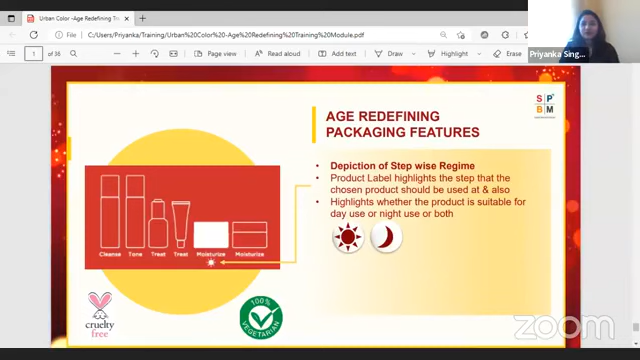 Urban Color -Age Redefining Tra
File
C:/Users/Priyanka/Training/Urban%20Color%20-Age%20Redefining%20Training%20Module.pdf
1
of 36
Page view
Read aloud
Add text
Draw
Highlight
Erase
Priyanka Sing...
S P
B M
AGE REDEFINING
PACKAGING FEATURES
• Depiction of Step wise Regime
• Product Label highlights the step that the
chosen product should be used at & also
• Highlights whether the product is suitable for
day use or night use or both
Cleanse Tone Treat Treat Moisturize Moisturize
cruelty
free
100%
VEGETARIAN
zoom